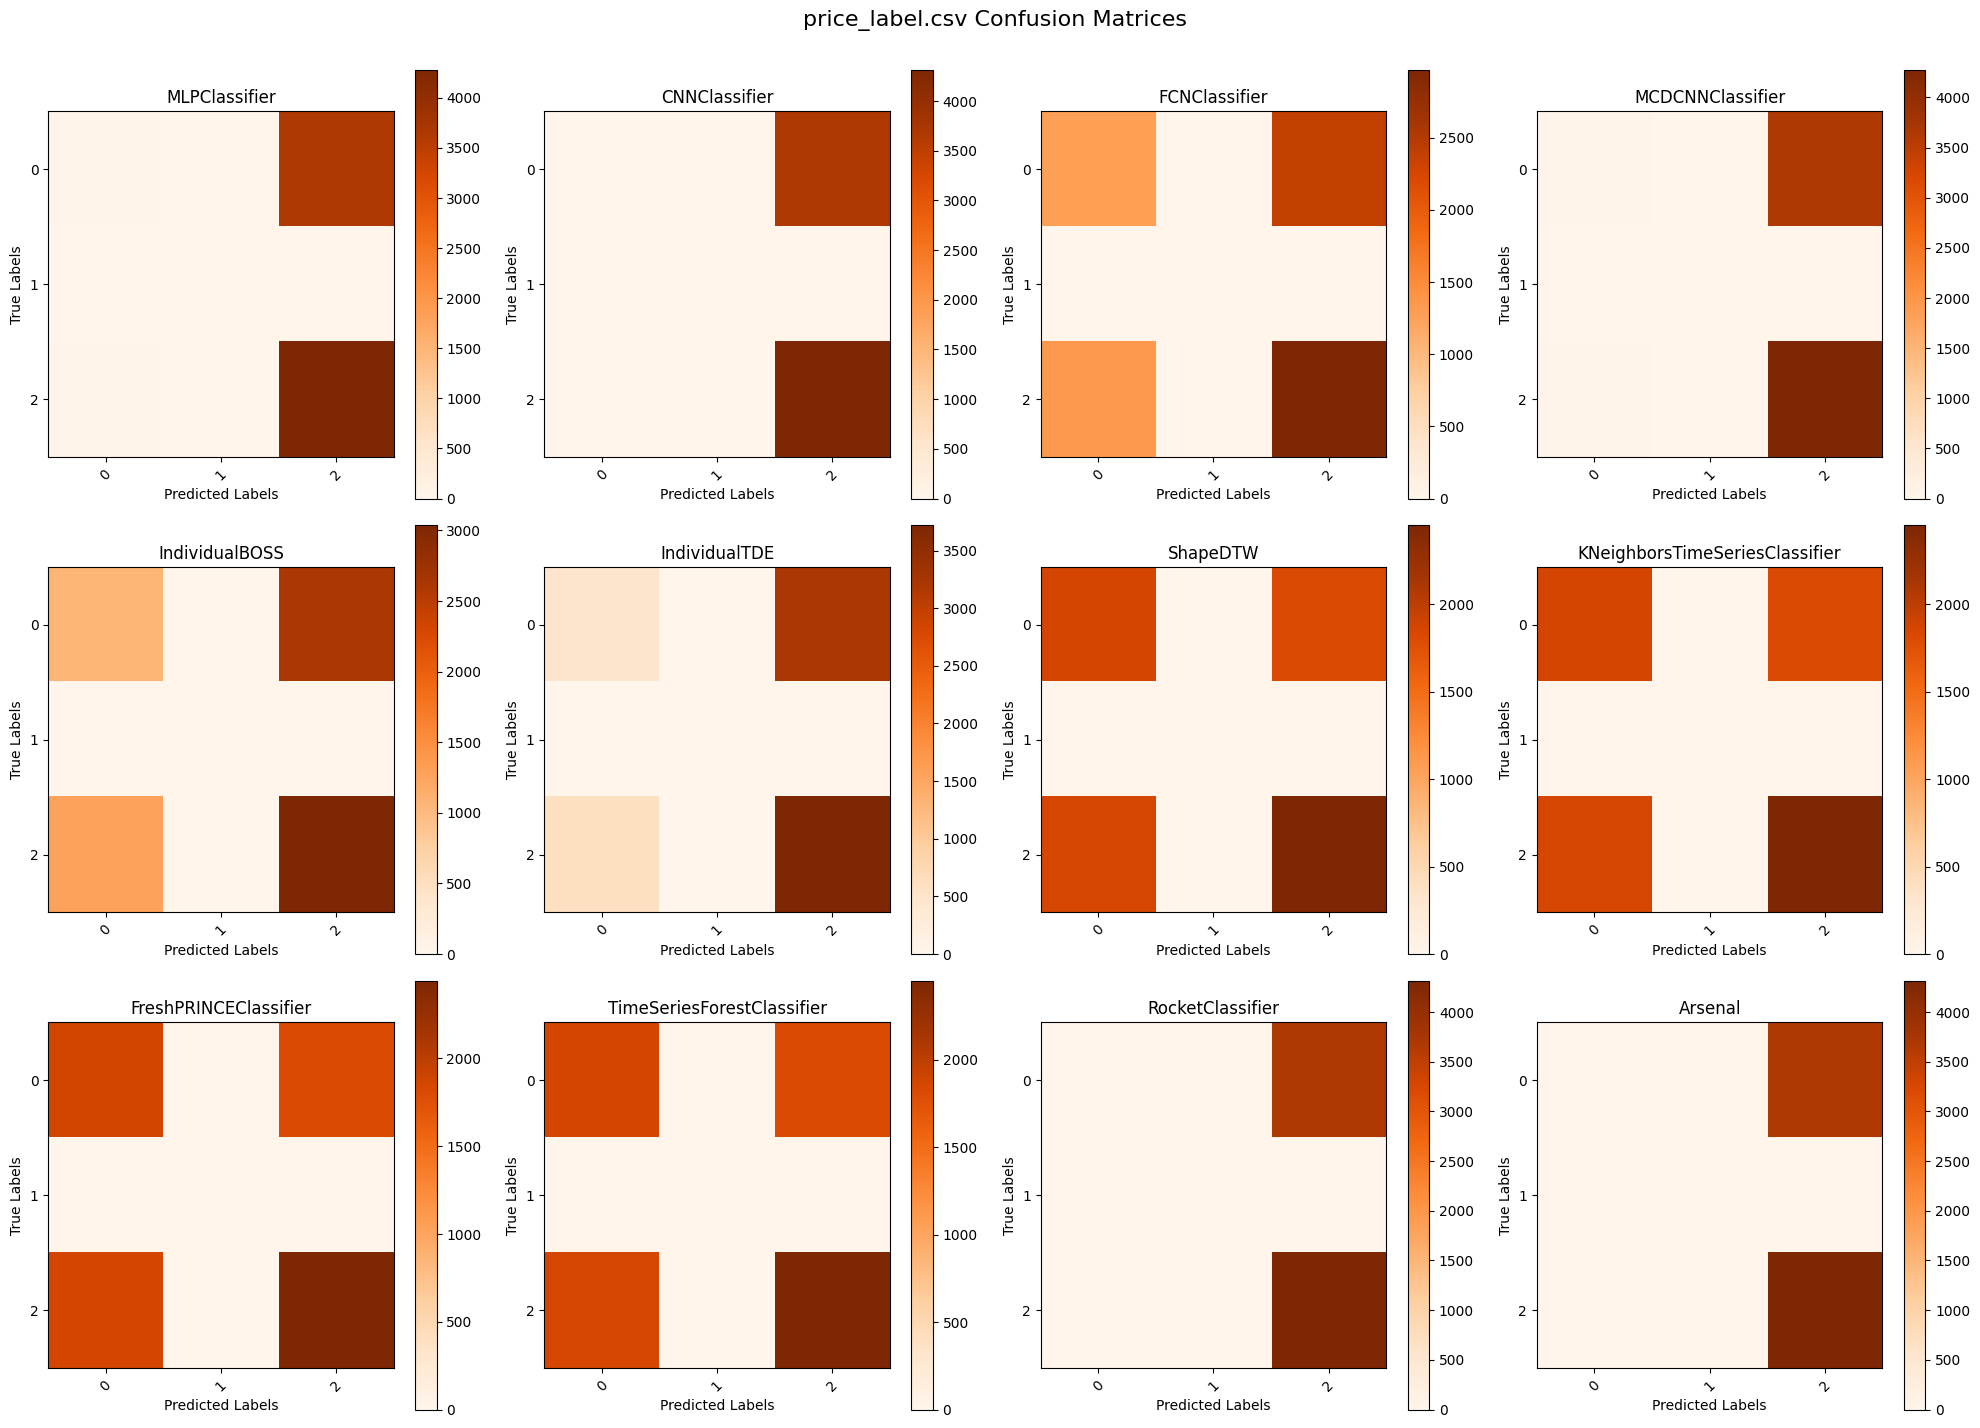 price_label.csv Confusion Matrices
MLPClassifier
True Labels
0
1
2
0 1 2
Predicted Labels
4000
3500
3000
2500
2000
1500
1000
500
0
CNNClassifier
True Labels
0
1
2
0 1 2
Predicted Labels
4000
3500
3000
2500
2000
1500
1000
500
0
FCNClassifier
True Labels
0
1
2
0 1 2
Predicted Labels
2500
2000
1500
1000
500
0
MCDCNNClassifier
True Labels
0
1
2
0 1 2
Predicted Labels
4000
3500
3000
2500
2000
1500
1000
500
0
IndividualBOSS
True Labels
0
1
2
0 1 2
Predicted Labels
3000
2500
2000
1500
1000
500
0
IndividualTDE
True Labels
0
1
2
0 1 2
Predicted Labels
3500
3000
2500
2000
1500
1000
500
0
ShapeDTW
True Labels
0
1
2
0 1 2
Predicted Labels
2000
1500
1000
500
0
KNeighborsTimeSeriesClassifier
True Labels
0
1
2
0 1 2
Predicted Labels
2000
1500
1000
500
0
FreshPRINCEClassifier
True Labels
0
1
2
0 1 2
Predicted Labels
2000
1500
1000
500
0
TimeSeriesForestClassifier
True Labels
0
1
2
0 1 2
Predicted Labels
2000
1500
1000
500
0
RocketClassifier
True Labels
0
1
2
0 1 2
Predicted Labels
4000
3500
3000
2500
2000
1500
1000
500
0
Arsenal
True Labels
0
1
2
0 1 2
Predicted Labels
4000
3500
3000
2500
2000
1500
1000
500
0